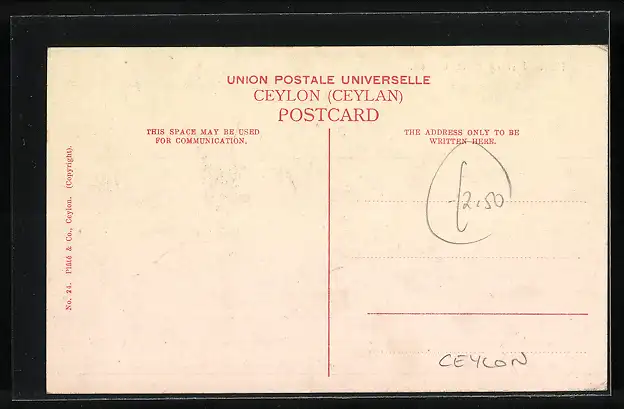 UNION POSTALE UNIVERSELLE
CEYLON (CEYLAN)
POSTCARD
THIS SPACE MAY BE USED
FOR COMMUNICATION.
THE ADDRESS ONLY TO BE
WRITTEN HERE.
No. 24. Plâté & Co., Ceylon. (Copyright).
2.50
CEYLON